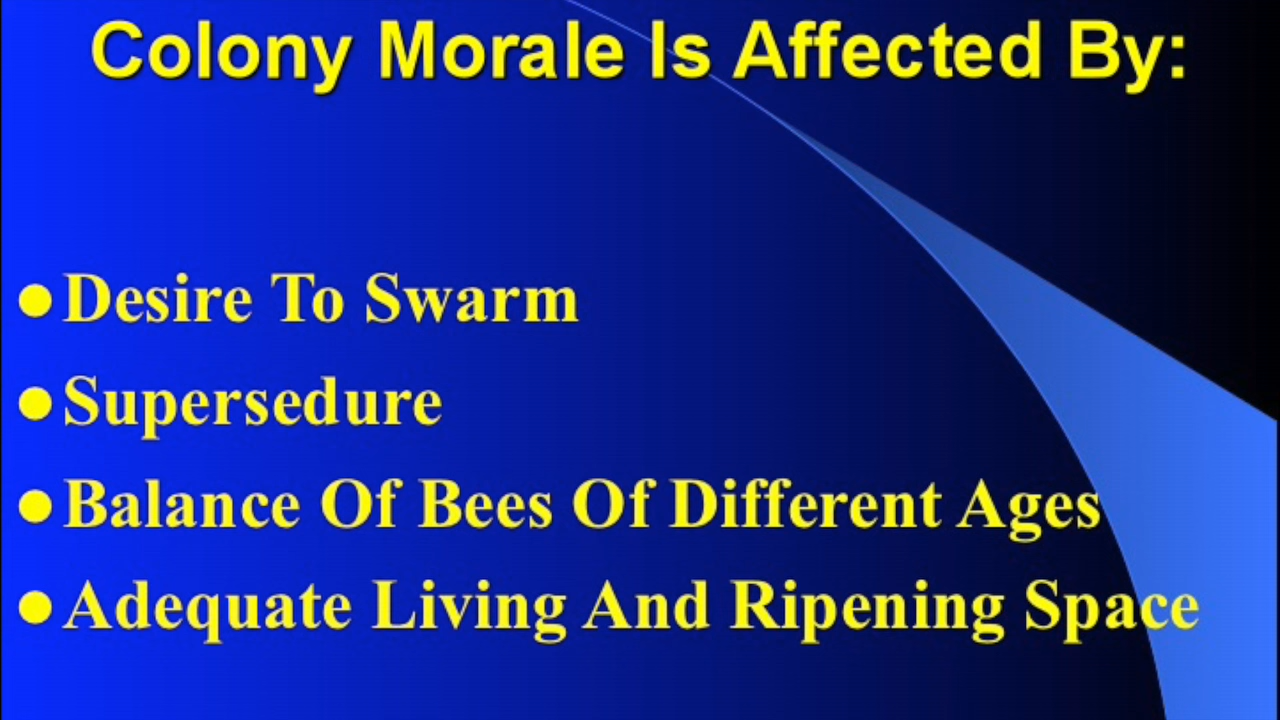 Colony Morale Is Affected By:
● Desire To Swarm
● Supersedure
● Balance Of Bees Of Different Ages
● Adequate Living And Ripening Space